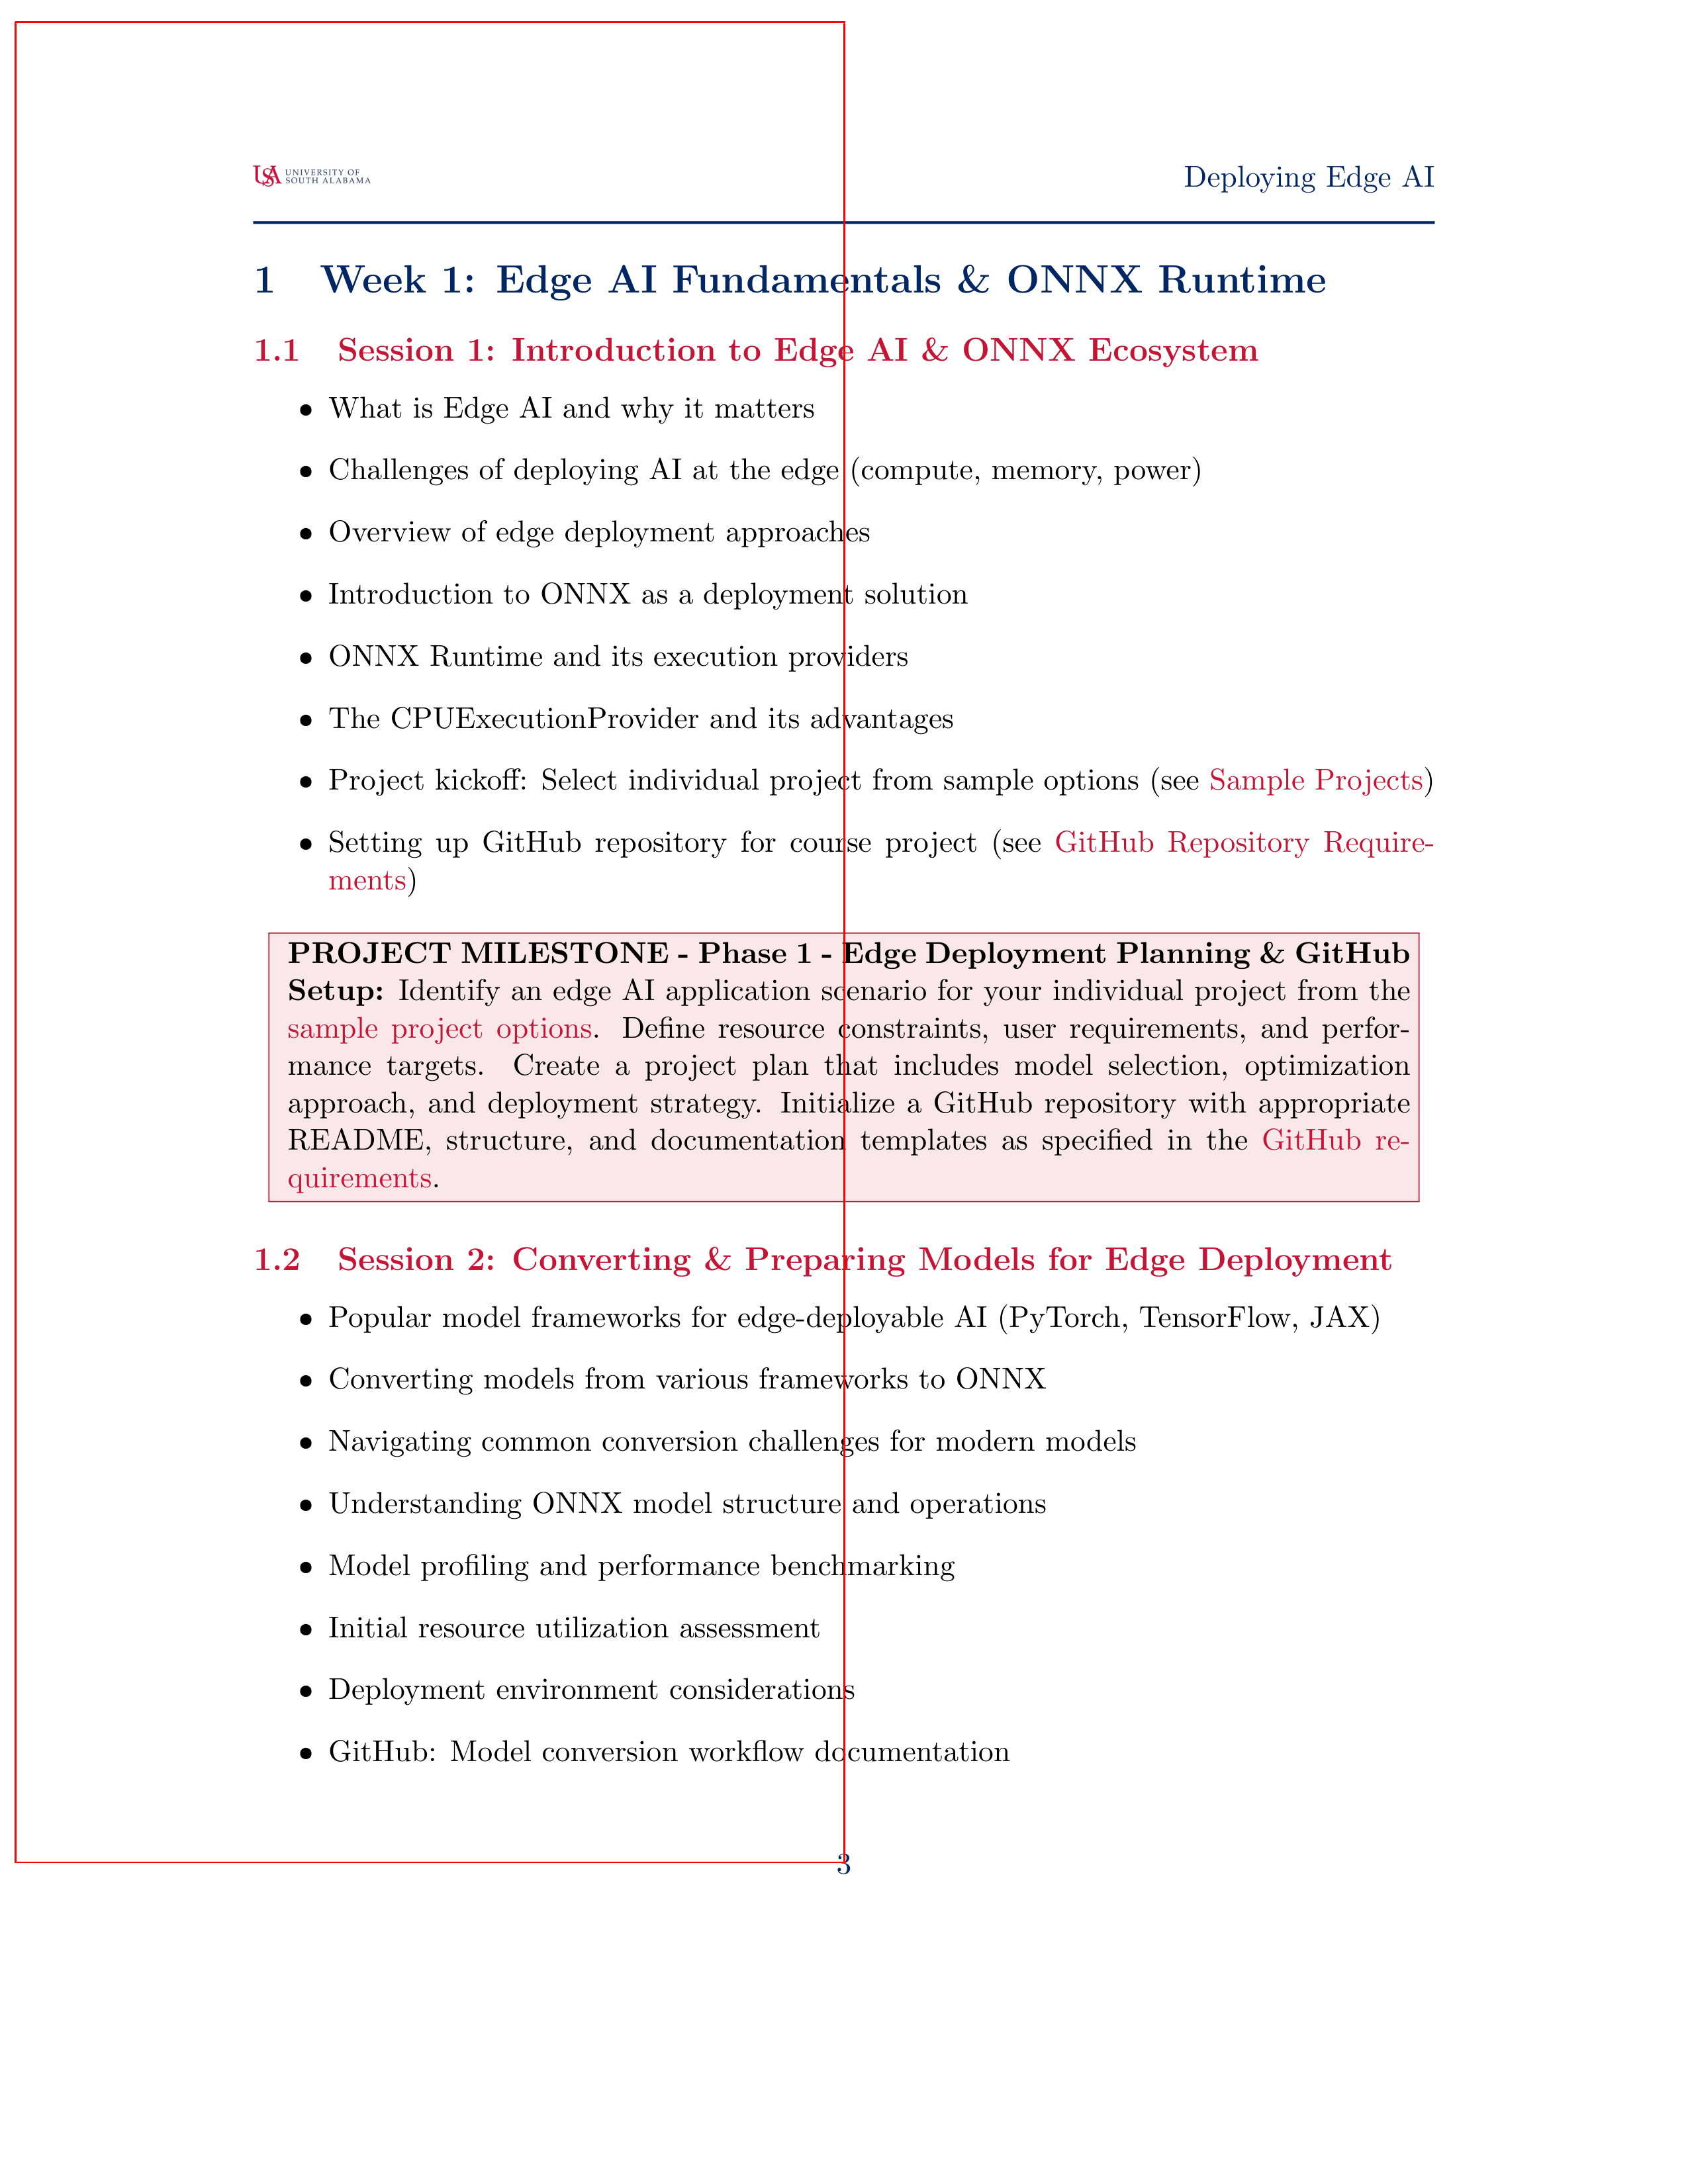 USA UNIVERSITY OF
SOUTH ALABAMA
Deploying Edge AI
1 Week 1: Edge AI Fundamentals & ONNX Runtime
1.1 Session 1: Introduction to Edge AI & ONNX Ecosystem
• What is Edge AI and why it matters
• Challenges of deploying AI at the edge (compute, memory, power)
• Overview of edge deployment approaches
• Introduction to ONNX as a deployment solution
• ONNX Runtime and its execution providers
• The CPUExecutionProvider and its advantages
• Project kickoff: Select individual project from sample options (see Sample Projects)
• Setting up GitHub repository for course project (see GitHub Repository Require-
ments)
PROJECT MILESTONE - Phase 1 - Edge Deployment Planning & GitHub
Setup: Identify an edge AI application scenario for your individual project from the
sample project options. Define resource constraints, user requirements, and perfor-
mance targets. Create a project plan that includes model selection, optimization
approach, and deployment strategy. Initialize a GitHub repository with appropriate
README, structure, and documentation templates as specified in the GitHub re-
quirements.
1.2 Session 2: Converting & Preparing Models for Edge Deployment
• Popular model frameworks for edge-deployable AI (PyTorch, TensorFlow, JAX)
• Converting models from various frameworks to ONNX
• Navigating common conversion challenges for modern models
• Understanding ONNX model structure and operations
• Model profiling and performance benchmarking
• Initial resource utilization assessment
• Deployment environment considerations
• GitHub: Model conversion workflow documentation
3